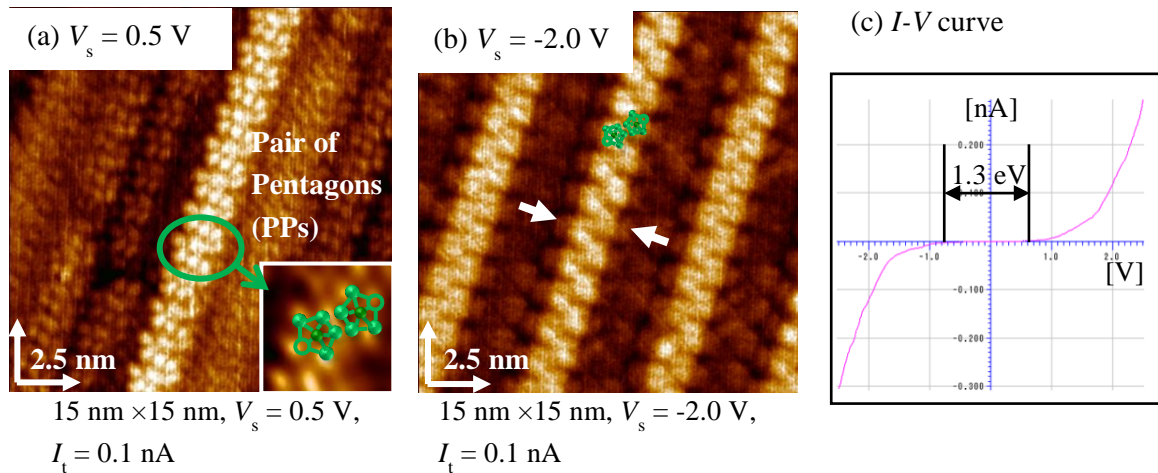 (a) Vs = 0.5 V
Pair of
Pentagons
(PPs)
2.5 nm
15 nm ×15 nm, Vs = 0.5 V,
It = 0.1 nA
(b) Vs = -2.0 V
2.5 nm
15 nm ×15 nm, Vs = -2.0 V,
It = 0.1 nA
(c) I-V curve
[nA]
0.200
1.3 eV
-2.0
-1.0
1.0
2.0
[V]
-0.100
-0.200
-0.300